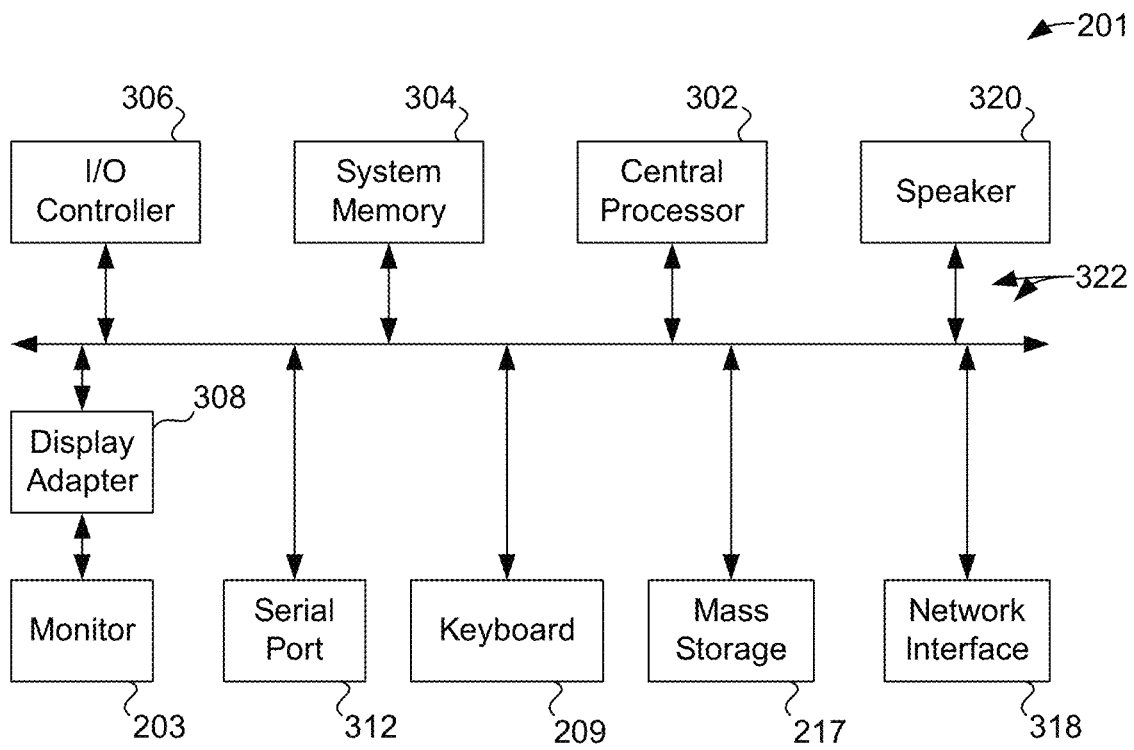 201
306
304
302
320
I/O
Controller
System
Memory
Central
Processor
Speaker
322
308
Display
Adapter
Monitor
Serial
Port
Keyboard
Mass
Storage
Network
Interface
203
312
209
217
318